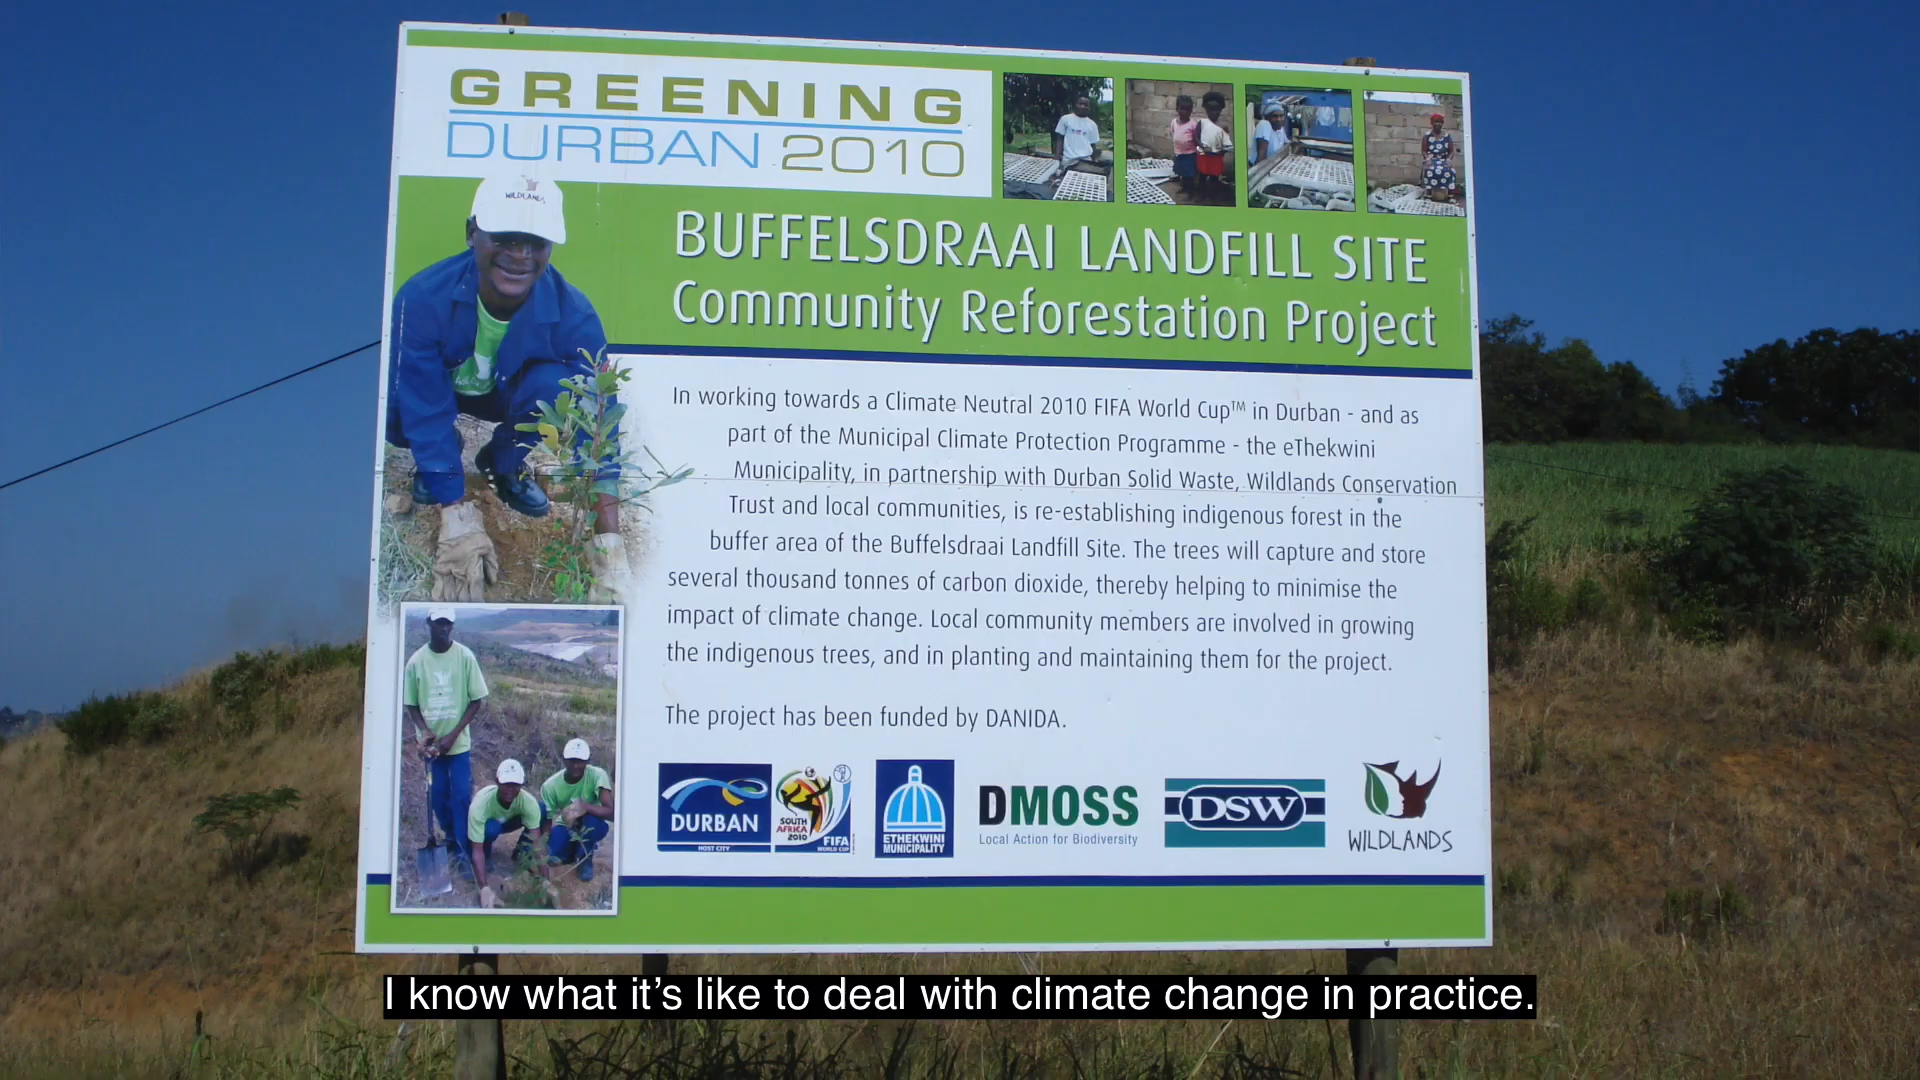 GREENING
DURBAN 2010
WILDLANDS
BUFFELSDRAAI LANDFILL SITE
Community Reforestation Project
In working towards a Climate Neutral 2010 FIFA World Cup™ in Durban - and as
part of the Municipal Climate Protection Programme - the eThekwini
Municipality, in partnership with Durban Solid Waste, Wildlands Conservation
Trust and local communities, is re-establishing indigenous forest in the
buffer area of the Buffelsdraai Landfill Site. The trees will capture and store
several thousand tonnes of carbon dioxide, thereby helping to minimise the
impact of climate change. Local community members are involved in growing
the indigenous trees, and in planting and maintaining them for the project.
The project has been funded by DANIDA.
DURBAN
HOST CITY
SOUTH
AFRICA
2010
FIFA
WORLD CUP
ETHEKWINI
MUNICIPALITY
DMOSS
Local Action for Biodiversity
DSW
WILDLANDS
I know what it’s like to deal with climate change in practice.